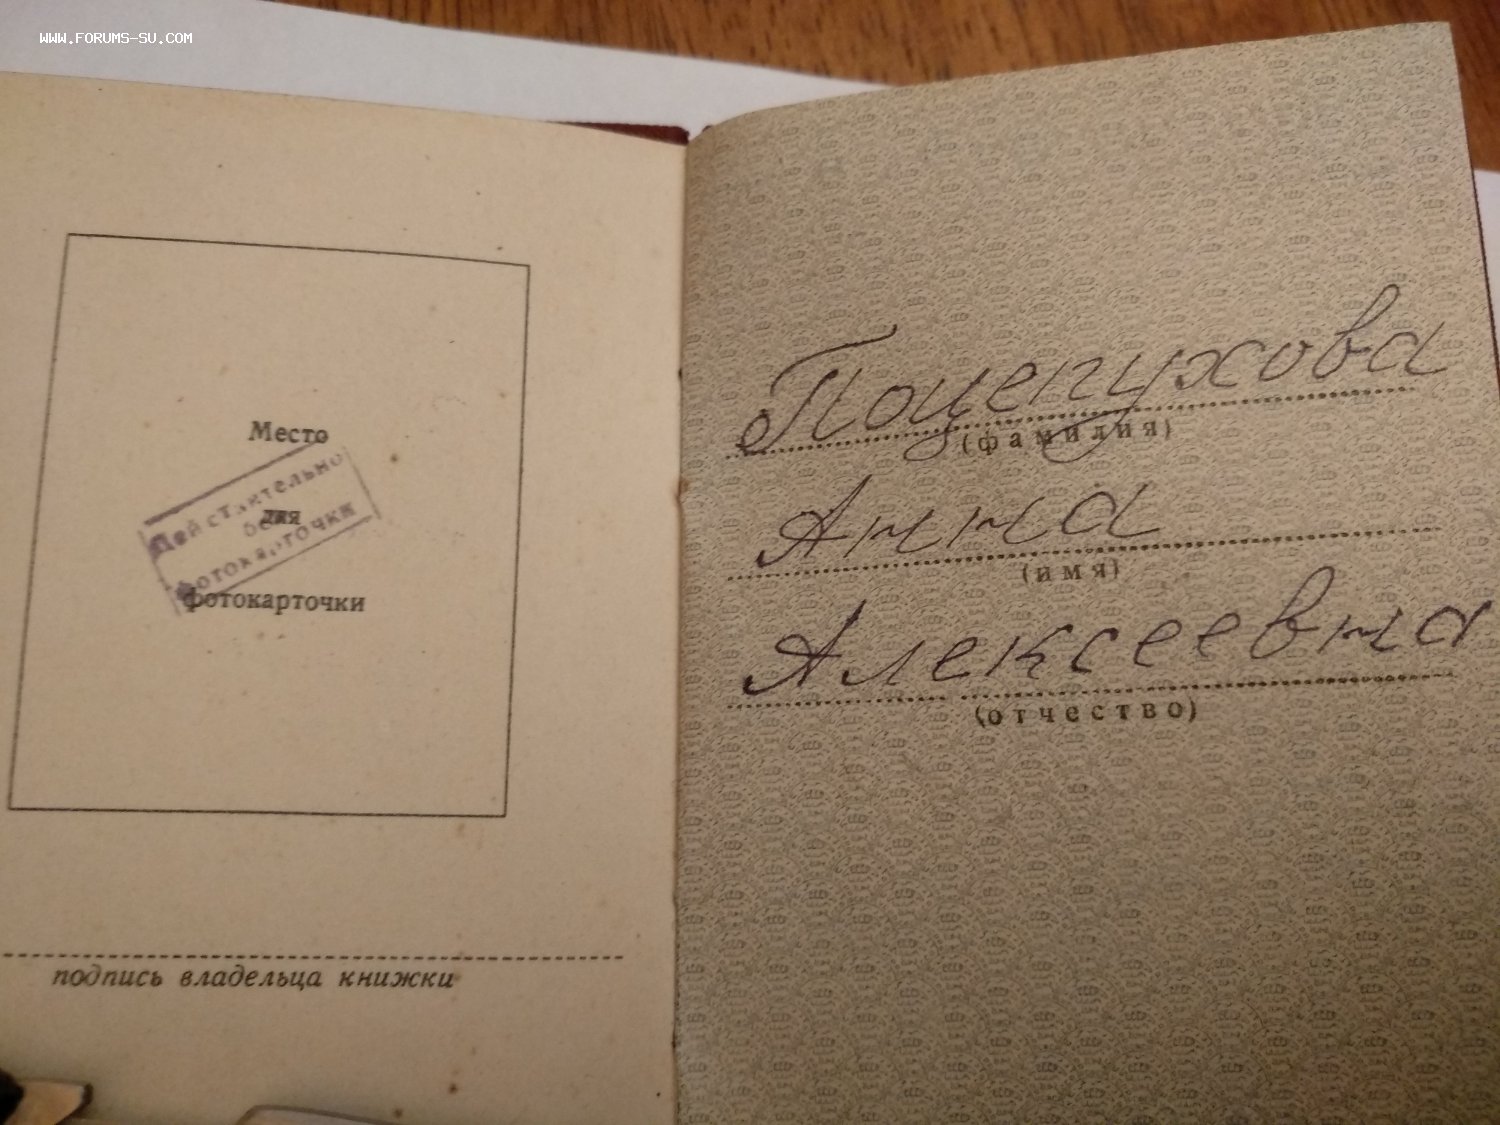 WWW.FORUMS-SU.COM
Место
для
фотокарточки
Действительно
без
фотокарточки
подпись владельца книжки
Поцепухова
(фамилия)
Анна
(имя)
Алексеевна
(отчество)